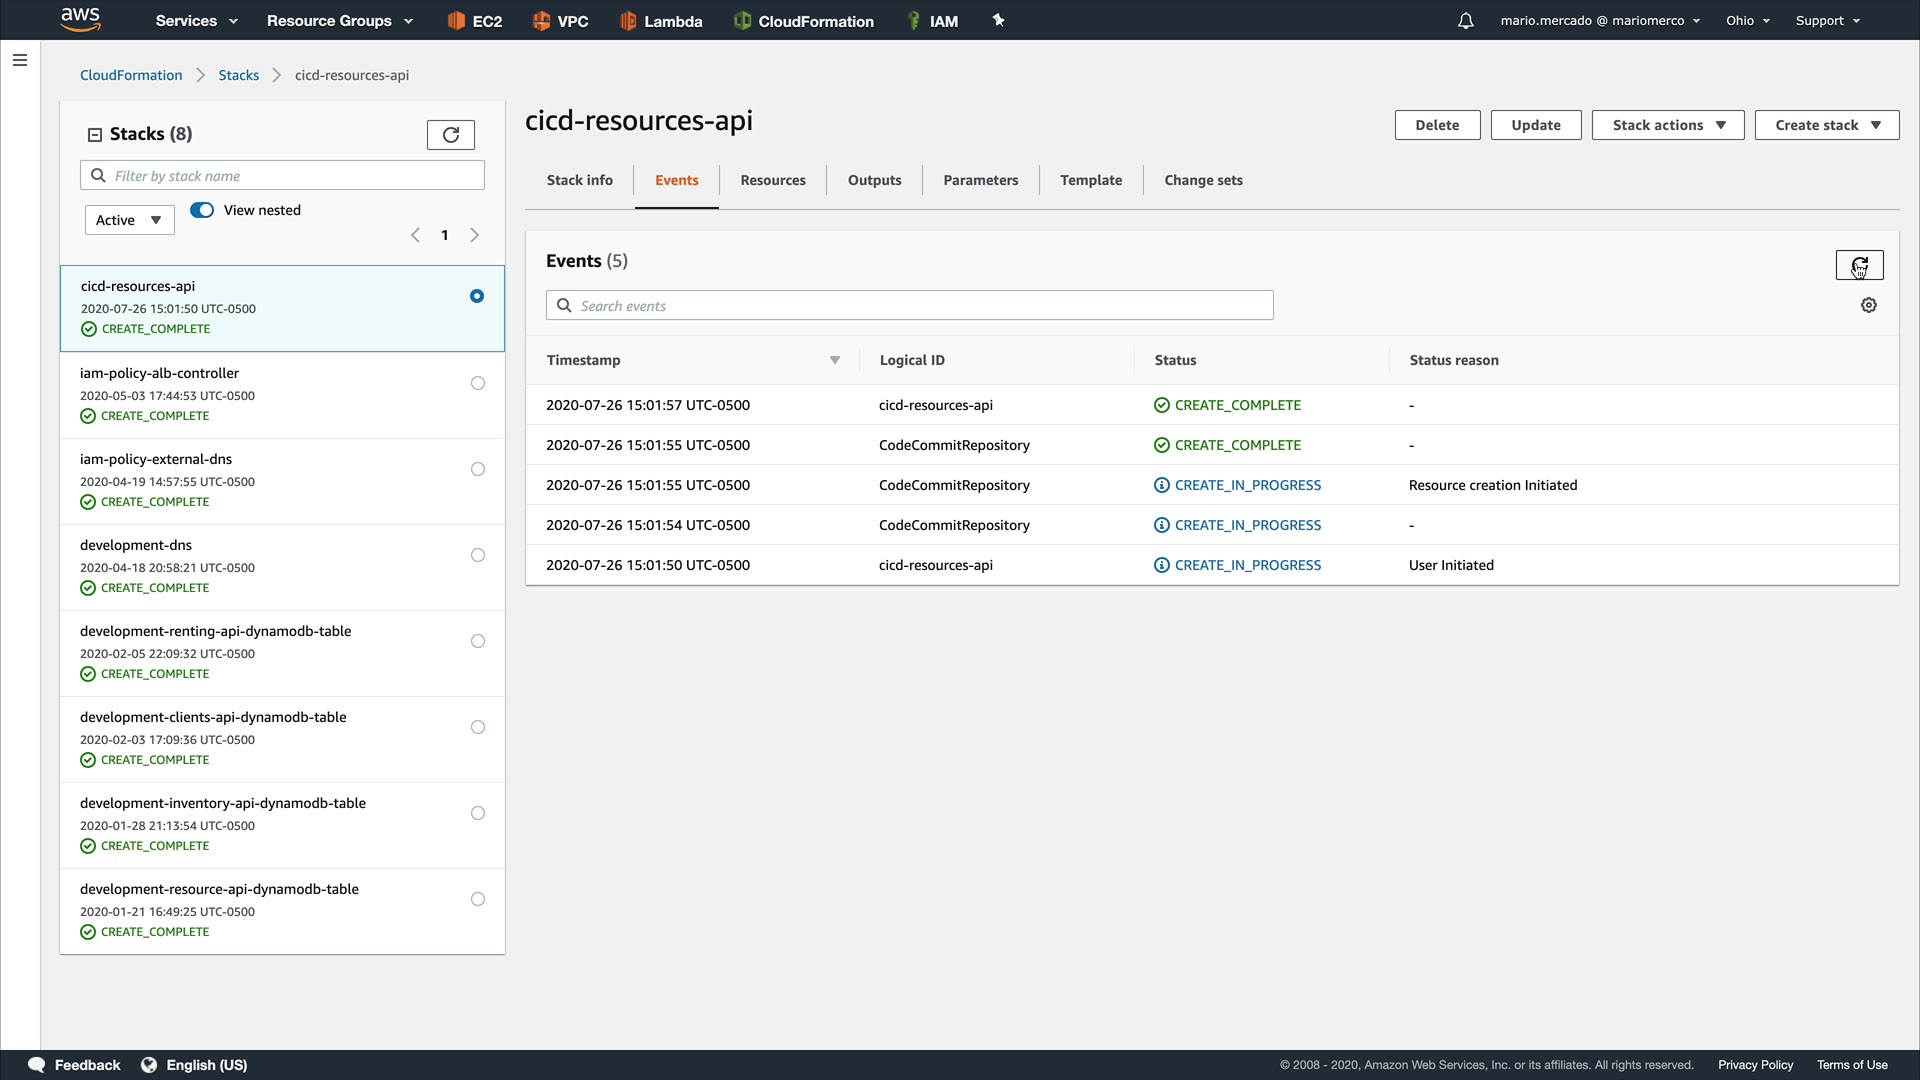 aws Services Resource Groups EC2 VPC Lambda CloudFormation IAM mario.mercado @ mariomerco Ohio Support
CloudFormation Stacks cicd-resources-api
Stacks (8)
Filter by stack name
Active View nested
1
cicd-resources-api
2020-07-26 15:01:50 UTC-0500
CREATE_COMPLETE
iam-policy-alb-controller
2020-05-03 17:44:53 UTC-0500
CREATE_COMPLETE
iam-policy-external-dns
2020-04-19 14:57:55 UTC-0500
CREATE_COMPLETE
development-dns
2020-04-18 20:58:21 UTC-0500
CREATE_COMPLETE
development-renting-api-dynamodb-table
2020-02-05 22:09:32 UTC-0500
CREATE_COMPLETE
development-clients-api-dynamodb-table
2020-02-03 17:09:36 UTC-0500
CREATE_COMPLETE
development-inventory-api-dynamodb-table
2020-01-28 21:13:54 UTC-0500
CREATE_COMPLETE
development-resource-api-dynamodb-table
2020-01-21 16:49:25 UTC-0500
CREATE_COMPLETE
cicd-resources-api
Delete Update Stack actions Create stack
Stack info Events Resources Outputs Parameters Template Change sets
Events (5)
Search events
Timestamp Logical ID Status Status reason
2020-07-26 15:01:57 UTC-0500 cicd-resources-api CREATE_COMPLETE -
2020-07-26 15:01:55 UTC-0500 CodeCommitRepository CREATE_COMPLETE -
2020-07-26 15:01:55 UTC-0500 CodeCommitRepository CREATE_IN_PROGRESS Resource creation Initiated
2020-07-26 15:01:54 UTC-0500 CodeCommitRepository CREATE_IN_PROGRESS -
2020-07-26 15:01:50 UTC-0500 cicd-resources-api CREATE_IN_PROGRESS User Initiated
Feedback English (US) © 2008 - 2020, Amazon Web Services, Inc. or its affiliates. All rights reserved. Privacy Policy Terms of Use